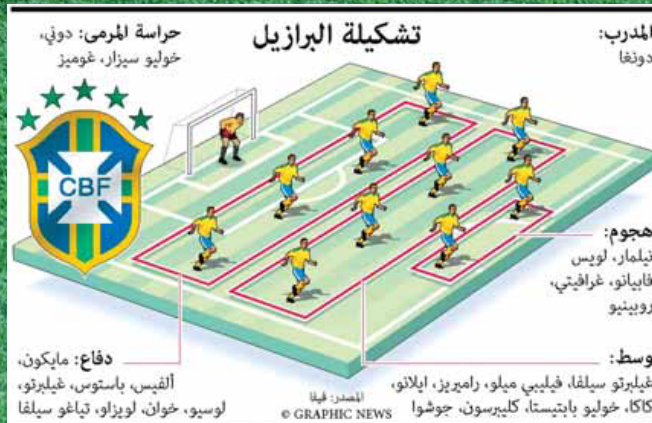 تشكيلة البرازيل
المدرب:
دونغا
حراسة المرمى: دوني،
خوليو سيزار، غوميز
CBF
هجوم:
نيلمار، لويس
فابيانو، غرافيتي،
روبينيو
وسط:
غيلبرتو سيلفا، فيليبي ميلو، راميريز، ايلانو،
كاكا، خوليو بابتيستا، كليبرسون، جوشوا
دفاع: مايكون،
ألفيس، باستوس، غيلبرتو،
لوسيو، خوان، لويزاو، تياغو سيلفا
المصدر: فيفا
© GRAPHIC NEWS